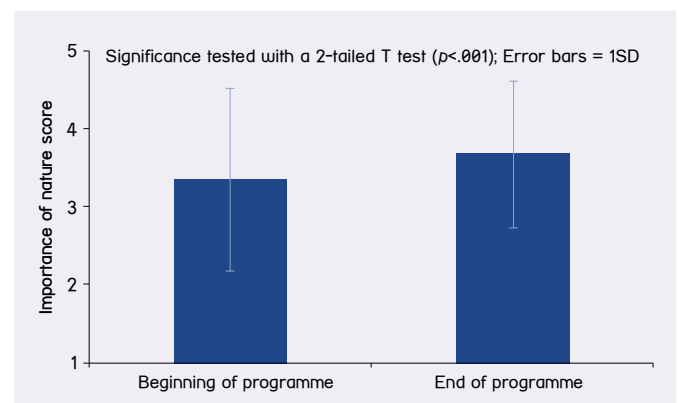 Significance tested with a 2-tailed T test (p<.001); Error bars = 1SD
5
4
3
2
1
Importance of nature score
Beginning of programme
End of programme